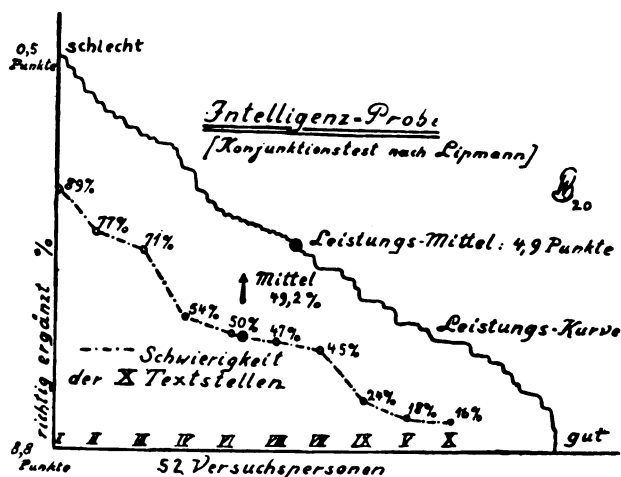 0,5 schlecht
Punkte
Intelligenz-Probe
[Konjunktionstest nach Lipmann]
20
89%
77%
71%
Leistungs-Mittel: 4,9 Punkte
Mittel
49,2%
54%
50%
47%
45%
Leistungs-Kurve
richtig ergänzt %
Schwierigkeit
der X Textstellen
24%
18%
16%
I II III IV VI VIII VII IX V X
gut
8,8
Punkte
52 Versuchspersonen